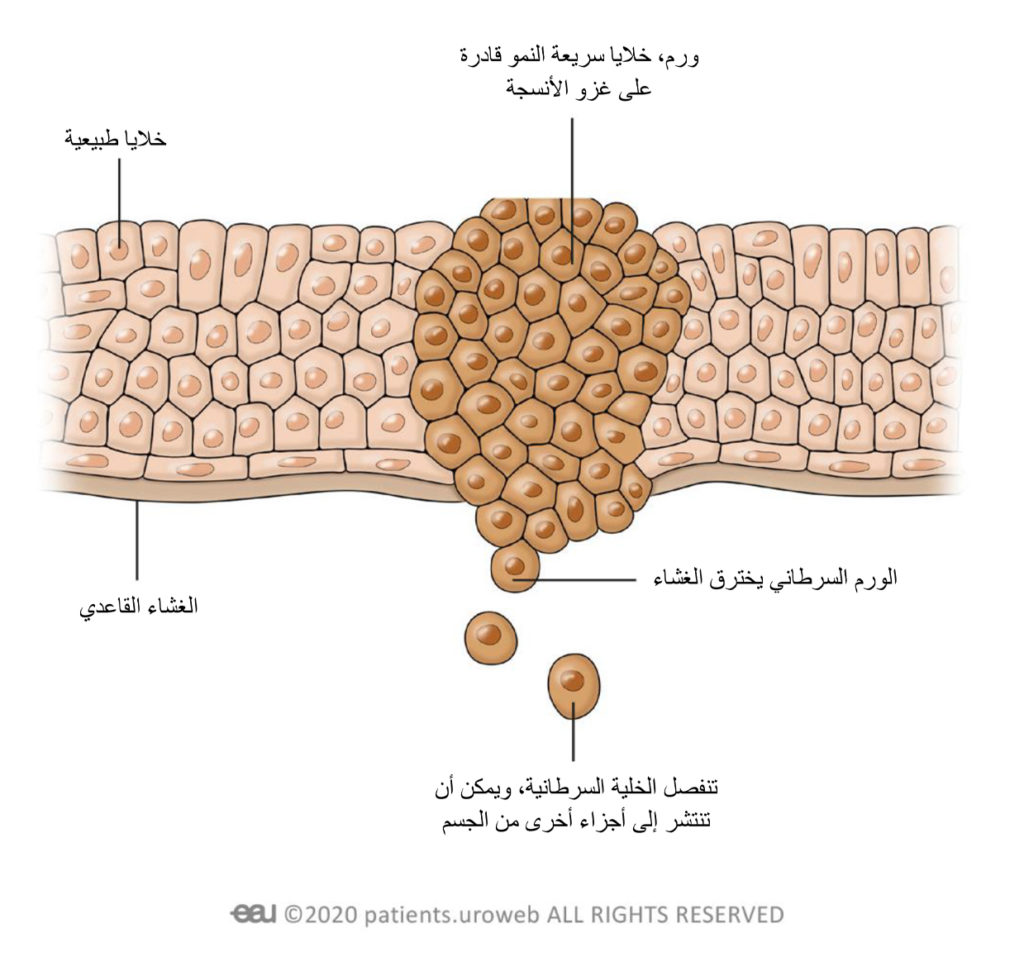 ورم، خلايا سريعة النمو قادرة
على غزو الأنسجة
خلايا طبيعية
الورم السرطاني يخترق الغشاء
الغشاء القاعدي
تنفصل الخلية السرطانية، ويمكن أن
تنتشر إلى أجزاء أخرى من الجسم
eau ©2020 patients.uroweb ALL RIGHTS RESERVED